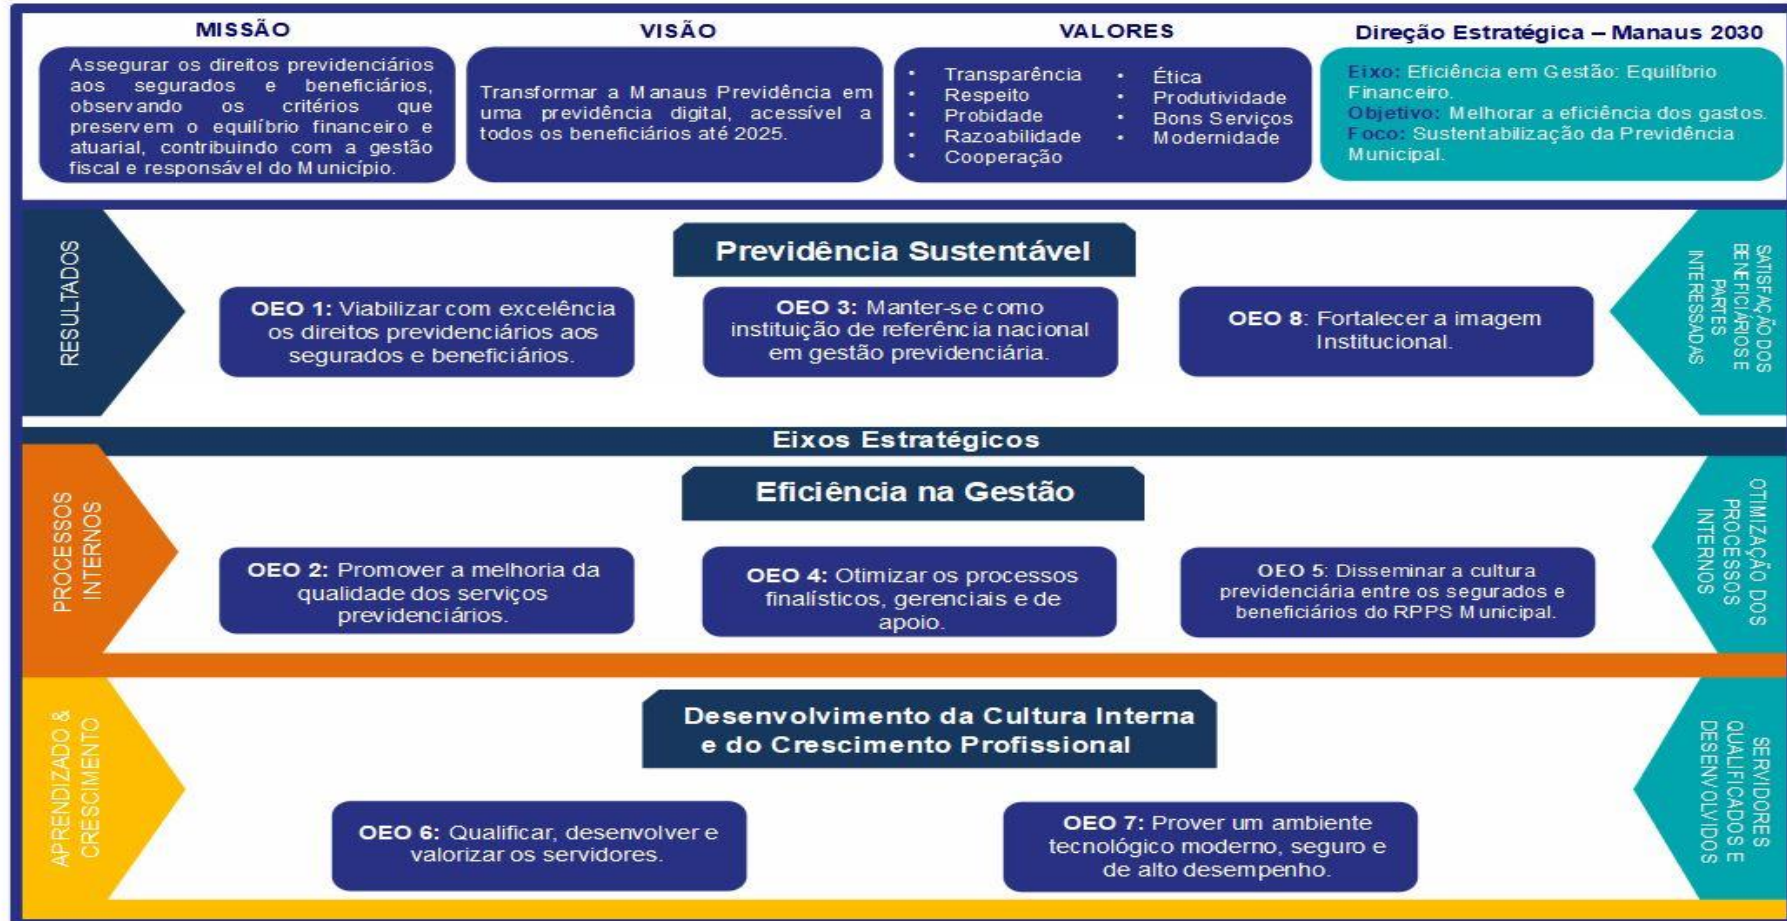 MISSÃO
Assegurar os direitos previdenciários
aos segurados e beneficiários,
observando os critérios que
preservem o equilíbrio financeiro e
atuarial, contribuindo com a gestão
fiscal e responsável do Município.
VISÃO
Transformar a Manaus Previdência em
uma previdência digital, acessível a
todos os beneficiários até 2025.
VALORES
• Transparência
• Respeito
• Probidade
• Razoabilidade
• Cooperação
• Ética
• Produtividade
• Bons Serviços
• Modernidade
Direção Estratégica – Manaus 2030
Eixo: Eficiência em Gestão: Equilíbrio
Financeiro.
Objetivo: Melhorar a eficiência dos gastos.
Foco: Sustentabilização da Previdência
Municipal.
RESULTADOS
Previdência Sustentável
OEO 1: Viabilizar com excelência
os direitos previdenciários aos
segurados e beneficiários.
OEO 3: Manter-se como
instituição de referência nacional
em gestão previdenciária.
OEO 8: Fortalecer a imagem
Institucional.
SATISFAÇÃO DOS
BENEFICIÁRIOS E
PARTES
INTERESSADAS
Eixos Estratégicos
PROCESSOS
INTERNOS
Eficiência na Gestão
OEO 2: Promover a melhoria da
qualidade dos serviços
previdenciários.
OEO 4: Otimizar os processos
finalísticos, gerenciais e de
apoio.
OEO 5: Disseminar a cultura
previdenciária entre os segurados e
beneficiários do RPPS Municipal.
OTIMIZAÇÃO DOS
PROCESSOS
INTERNOS
APRENDIZADO &
CRESCIMENTO
Desenvolvimento da Cultura Interna
e do Crescimento Profissional
OEO 6: Qualificar, desenvolver e
valorizar os servidores.
OEO 7: Prover um ambiente
tecnológico moderno, seguro e
de alto desempenho.
SERVIDORES
QUALIFICADOS E
DESENVOLVIDOS